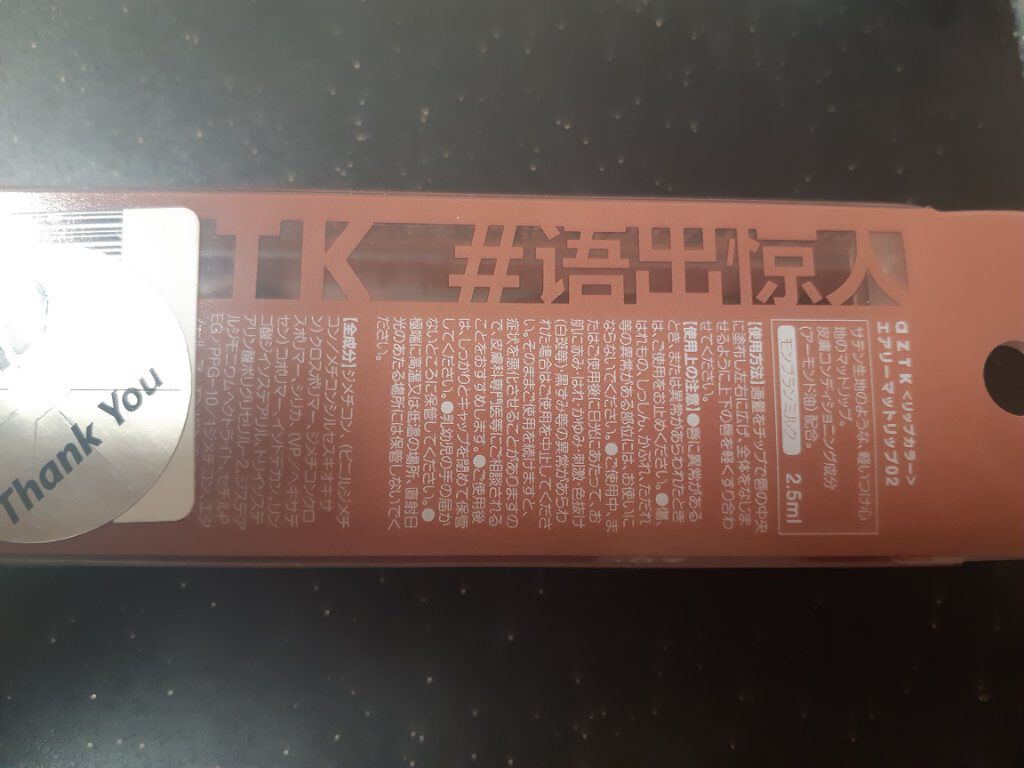 TK #语出惊人
ZTK<リップカラー>
エアリーマットリップ02
サテン生地のような、軽いつけ心
地のマットリップ。
皮膚コンディショニング成分
(アーモンド油)配合。
モンブランミルク 2.5ml
【使用方法】適量をチップで唇の中央
に塗布し、左右に広げ、全体をなじま
せるように上下の唇を軽くすり合わ
せてください。
【使用上の注意】●唇に異常がある
とき、または異常があらわれたとき
は、ご使用をお止めください。●傷、
はれもの、しっしん、かぶれ、ただれ
等の異常がある部位には、お使いに
ならないでください。●ご使用中、ま
たはご使用後に日光にあたって、お
肌に赤み・はれ・かゆみ・刺激、色抜け
(白斑等)、黒ずみ等の異常があらわ
れた場合はご使用を中止してくださ
い。そのままご使用を続けますと、
症状を悪化させることがありますの
で、皮膚科専門医等にご相談される
ことをおすすめします。●ご使用後
は、しっかりとキャップを閉めて保管
してください。●乳幼児の手の届か
ないところに保管してください。●
極端に高温又は低温の場所、直射日
光のあたる場所には保管しないでく
ださい。
【全成分】ジメチコン、(ビニルジメチ
コン/メチコンシルセスキオキサ
ン)クロスポリマー、ジメチコンクロ
スポリマー、シリカ、(VP/ヘキサデ
セン)コポリマー、イソドデカン、リン
ゴ酸ジイソステアリル、トリイソステ
アリン酸ポリグリセリル-2、ジステア
ルジモニウムヘクトライト、セチルP
EG/PPG-10/1ジメチコン、エタ
Thank You